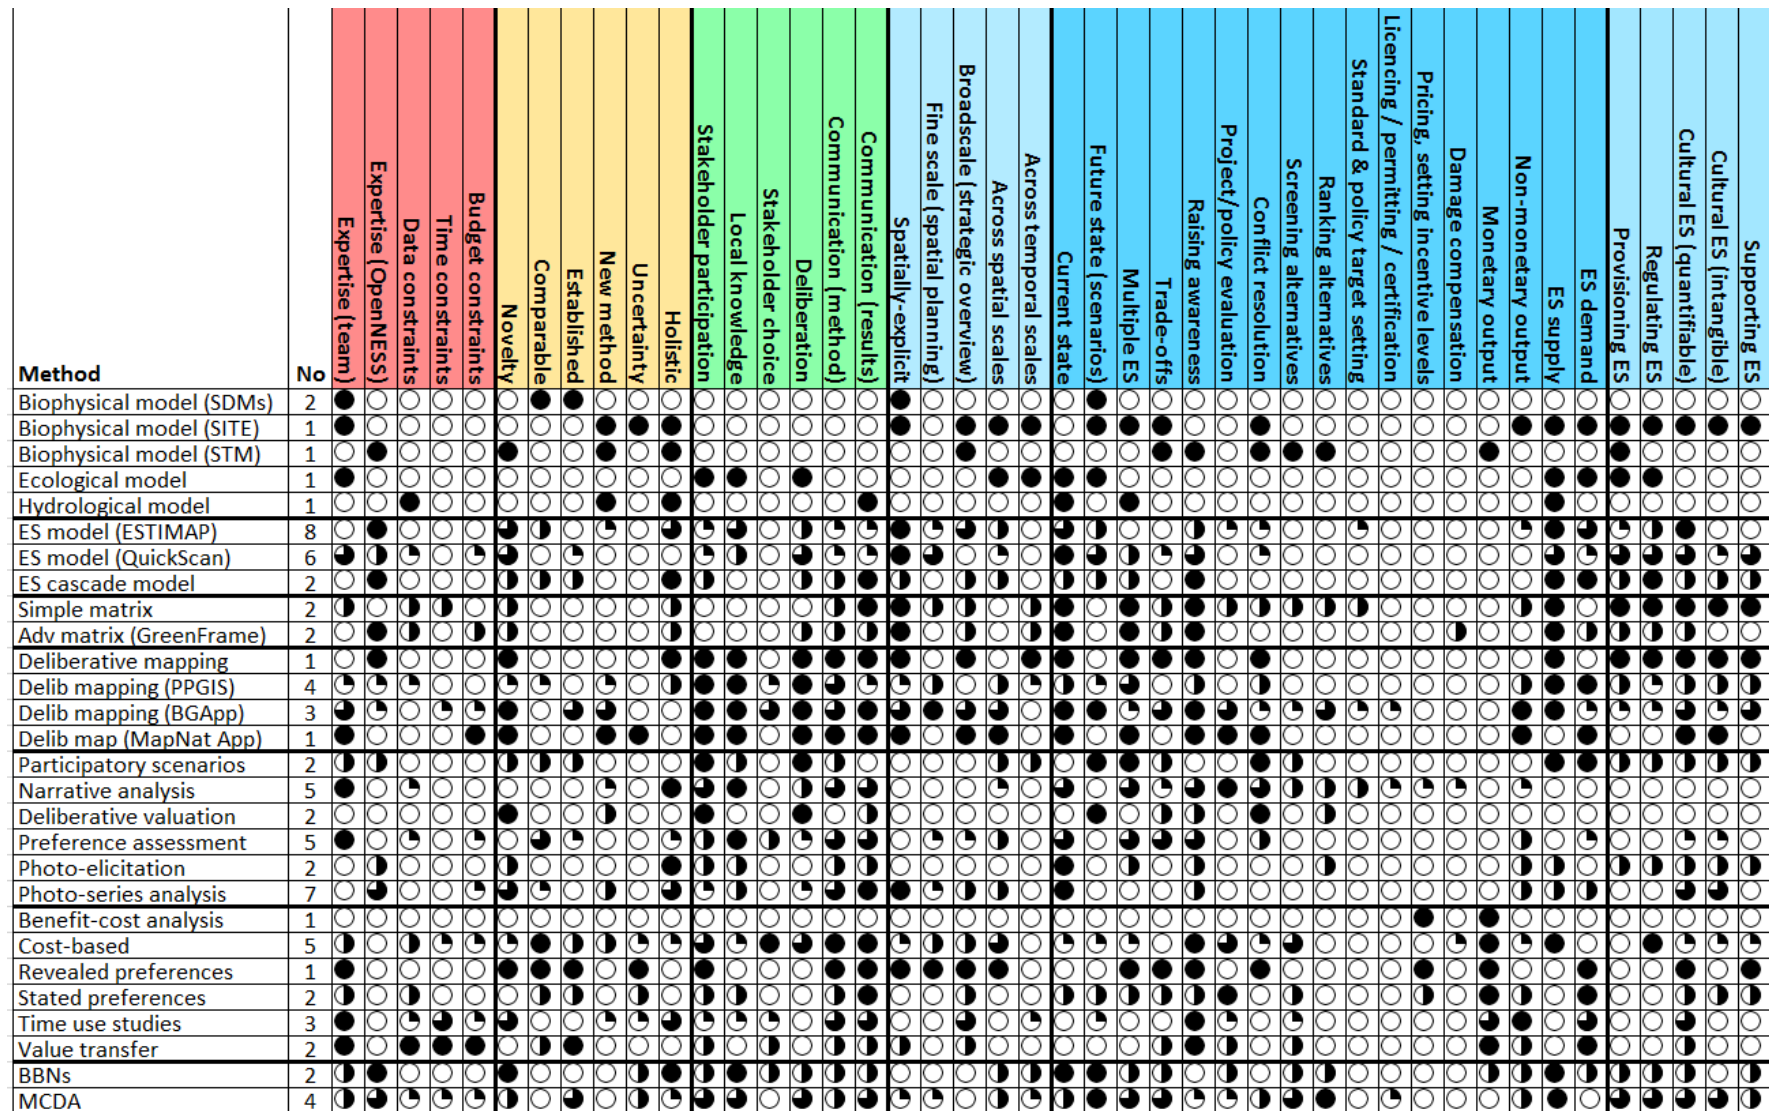 Method
No
Expertise (team)
Expertise (OpenNESS)
Data constraints
Time constraints
Budget constraints
Novelty
Comparable
Established
New method
Uncertainty
Holistic
Stakeholder participation
Local knowledge
Stakeholder choice
Deliberation
Communication (method)
Communication (results)
Spatially-explicit
Fine scale (spatial planning)
Broadscale (strategic overview)
Across spatial scales
Across temporal scales
Current state
Future state (scenarios)
Multiple ES
Trade-offs
Raising awareness
Project/policy evaluation
Conflict resolution
Screening alternatives
Ranking alternatives
Standard & policy target setting
Licencing / permitting / certification
Pricing, setting incentive levels
Damage compensation
Monetary output
Non-monetary output
ES supply
ES demand
Provisioning ES
Regulating ES
Cultural ES (quantifiable)
Cultural ES (intangible)
Supporting ES
Biophysical model (SDMs) 2
Biophysical model (SITE) 1
Biophysical model (STM) 1
Ecological model 1
Hydrological model 1
ES model (ESTIMAP) 8
ES model (QuickScan) 6
ES cascade model 2
Simple matrix 2
Adv matrix (GreenFrame) 2
Deliberative mapping 1
Delib mapping (PPGIS) 4
Delib mapping (BGApp) 3
Delib map (MapNat App) 1
Participatory scenarios 2
Narrative analysis 5
Deliberative valuation 2
Preference assessment 5
Photo-elicitation 2
Photo-series analysis 7
Benefit-cost analysis 1
Cost-based 5
Revealed preferences 1
Stated preferences 2
Time use studies 3
Value transfer 2
BBNs 2
MCDA 4